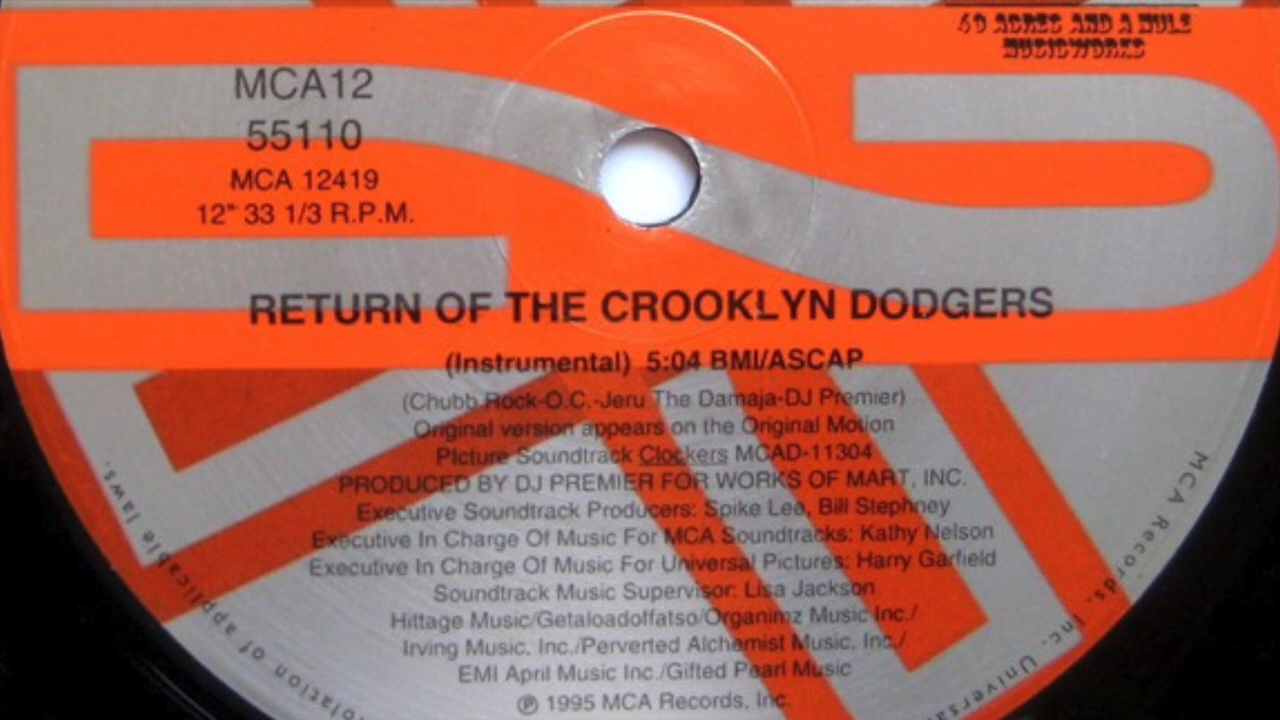 40 ACRES AND A MULE
MUSICWORKS
MCA12
55110
MCA 12419
12" 33 1/3 R.P.M.
RETURN OF THE CROOKLYN DODGERS
(Instrumental) 5:04 BMI/ASCAP
(Chubb Rock-O.C.-Jeru The Damaja-DJ Premier)
Original version appears on the Original Motion
Picture Soundtrack Clockers MCAD-11304
PRODUCED BY DJ PREMIER FOR WORKS OF MART, INC.
Executive Soundtrack Producers: Spike Lee, Bill Stephney
Executive In Charge Of Music For MCA Soundtracks: Kathy Nelson
Executive In Charge Of Music For Universal Pictures: Harry Garfield
Soundtrack Music Supervisor: Lisa Jackson
Hittage Music/Getaloadolfatso/Organimz Music Inc./
Irving Music, Inc./Perverted Alchemist Music, Inc./
EMI April Music Inc./Gifted Pearl Music
℗ 1995 MCA Records, Inc.
of applicable laws.
MCA Records, Inc.